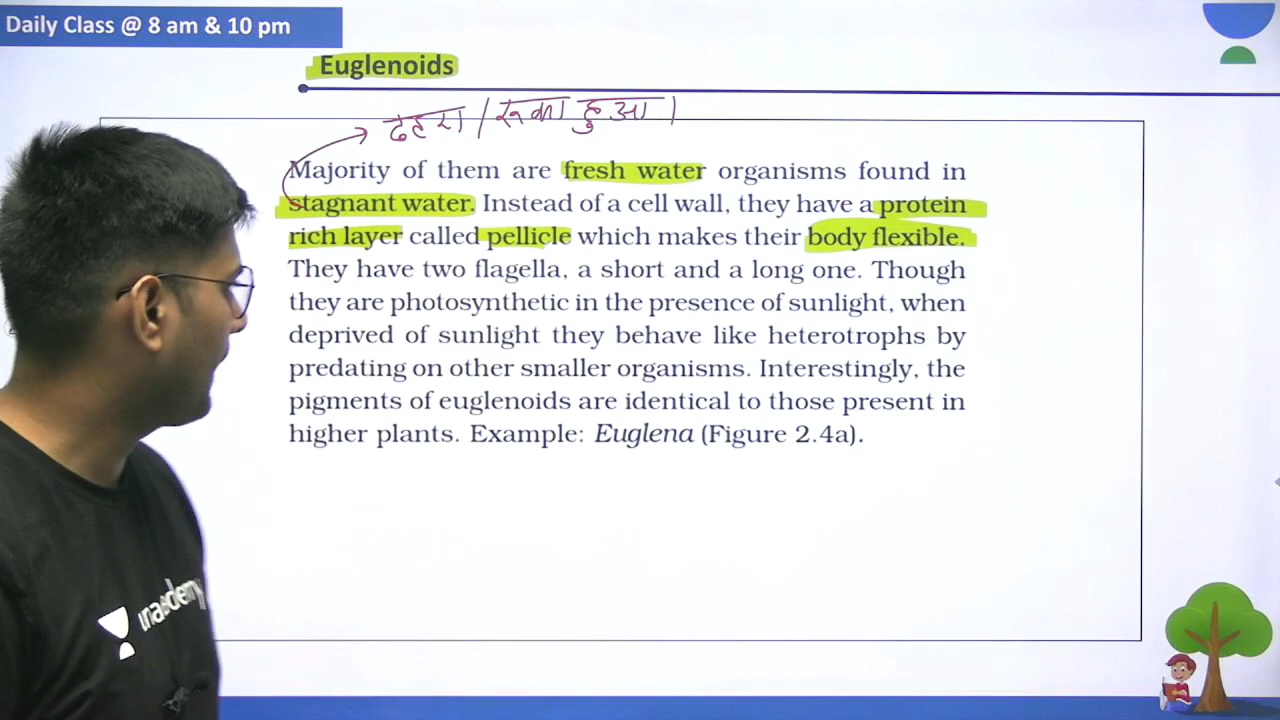 Daily Class @ 8 am & 10 pm
Euglenoids
ठहरा / रूका हुआ |
Majority of them are fresh water organisms found in
stagnant water. Instead of a cell wall, they have a protein
rich layer called pellicle which makes their body flexible.
They have two flagella, a short and a long one. Though
they are photosynthetic in the presence of sunlight, when
deprived of sunlight they behave like heterotrophs by
predating on other smaller organisms. Interestingly, the
pigments of euglenoids are identical to those present in
higher plants. Example: Euglena (Figure 2.4a).
unacademy